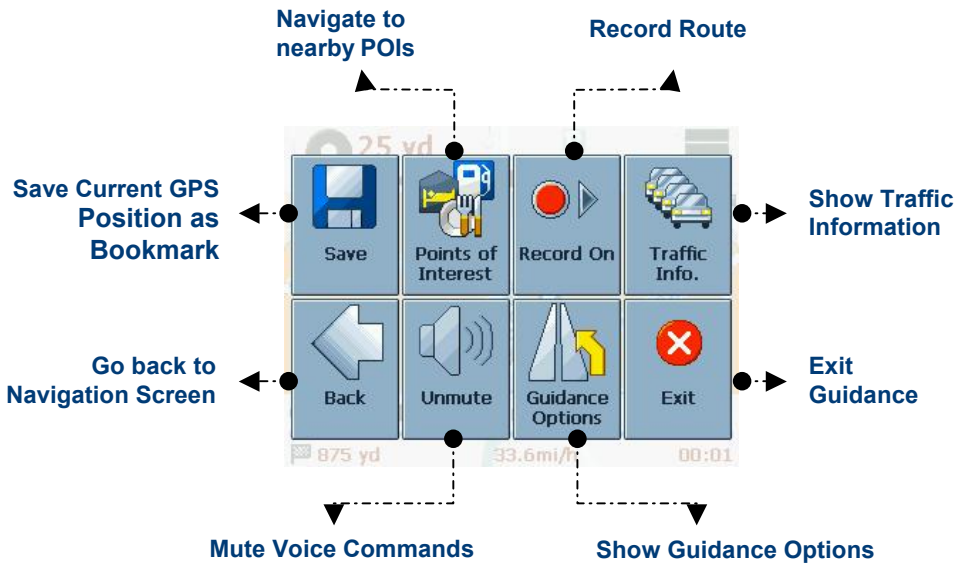 Navigate to
nearby POIs
Record Route
25 yd
Save Current GPS
Position as
Bookmark
Save
Points of
Interest
Record On
Traffic
Info.
Show Traffic
Information
Go back to
Navigation Screen
Back
Unmute
Guidance
Options
Exit
Exit
Guidance
875 yd
33.6mi/h
00:01
Mute Voice Commands
Show Guidance Options